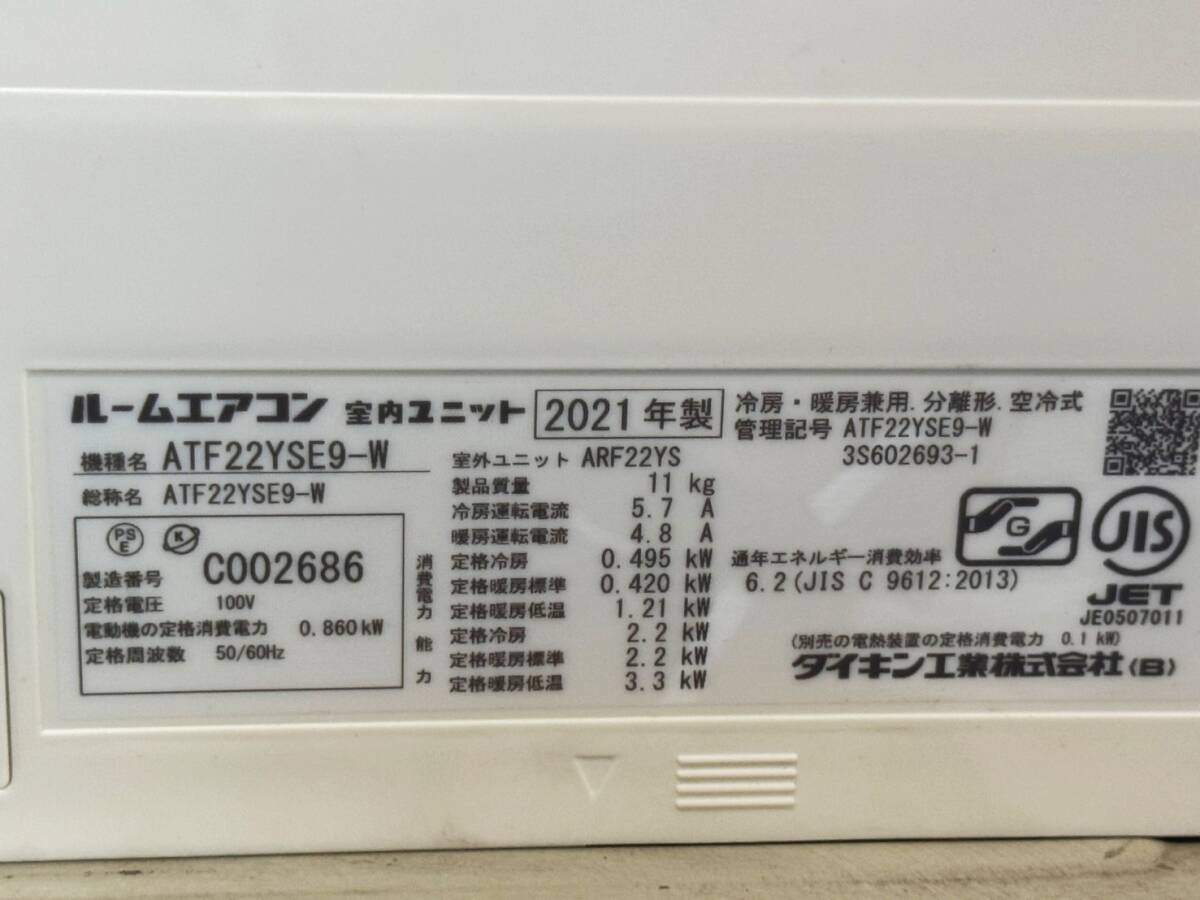 ルームエアコン 室内ユニット 2021年製
機種名 ATF22YSE9-W
総称名 ATF22YSE9-W
PS
E
K
製造番号 C002686
定格電圧 100V
電動機の定格消費電力 0.860kW
定格周波数 50/60Hz
室外ユニット ARF22YS
製品質量 11 kg
冷房運転電流 5.7 A
暖房運転電流 4.8 A
消費電力
定格冷房 0.495 kW
定格暖房標準 0.420 kW
定格暖房低温 1.21 kW
能力
定格冷房 2.2 kW
定格暖房標準 2.2 kW
定格暖房低温 3.3 kW
冷房・暖房兼用.分離形.空冷式
管理記号 ATF22YSE9-W
3S602693-1
G
JIS
JET
JE0507011
通年エネルギー消費効率
6.2(JIS C 9612:2013)
(別売の電熱装置の定格消費電力 0.1 kW)
ダイキン工業株式会社(B)